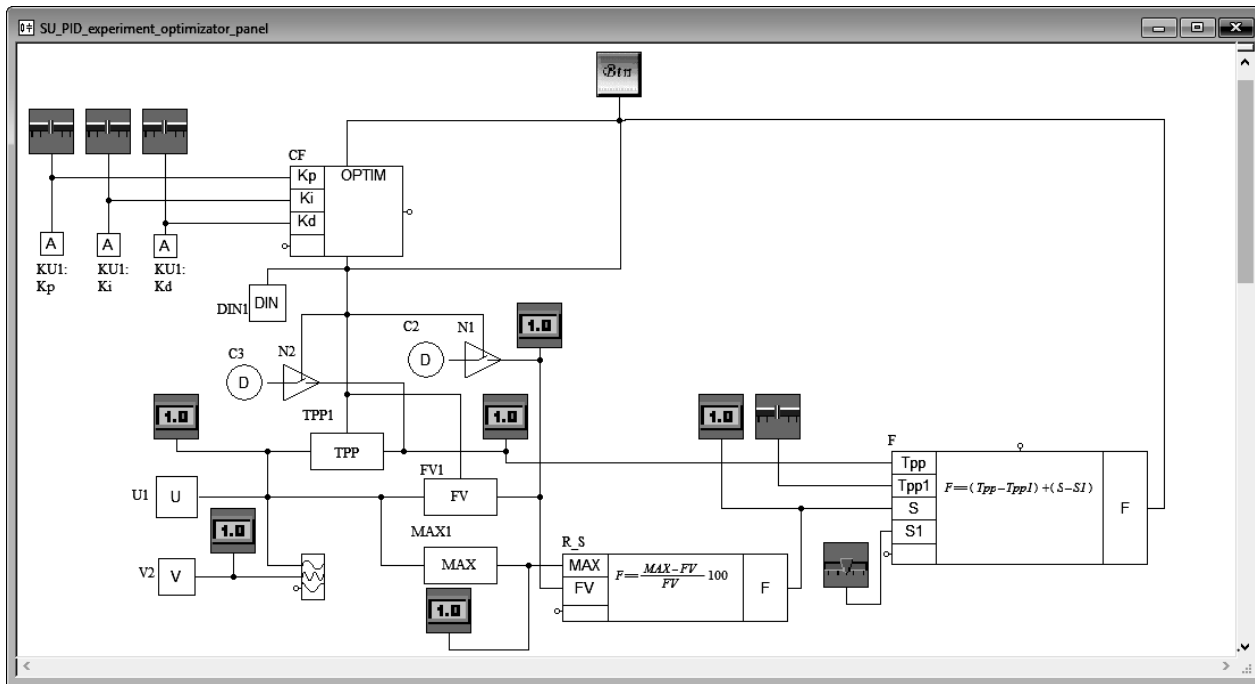 SU_PID_experiment_optimizator_panel
Btn
CF
Kp
OPTIM
Ki
Kd
A
A
A
KU1:
Kp
KU1:
Ki
KU1:
Kd
DIN1
DIN
1.0
C2
N1
D
C3
N2
D
TPP1
1.0
1.0
1.0
TPP
F
Tpp
Tpp1
F=(Tpp-Tpp1)+(S-S1)
S
S1
F
FV1
U1
U
FV
1.0
MAX1
R_S
V2
V
MAX
MAX
F=MAX-FV/FV 100
FV
F
1.0